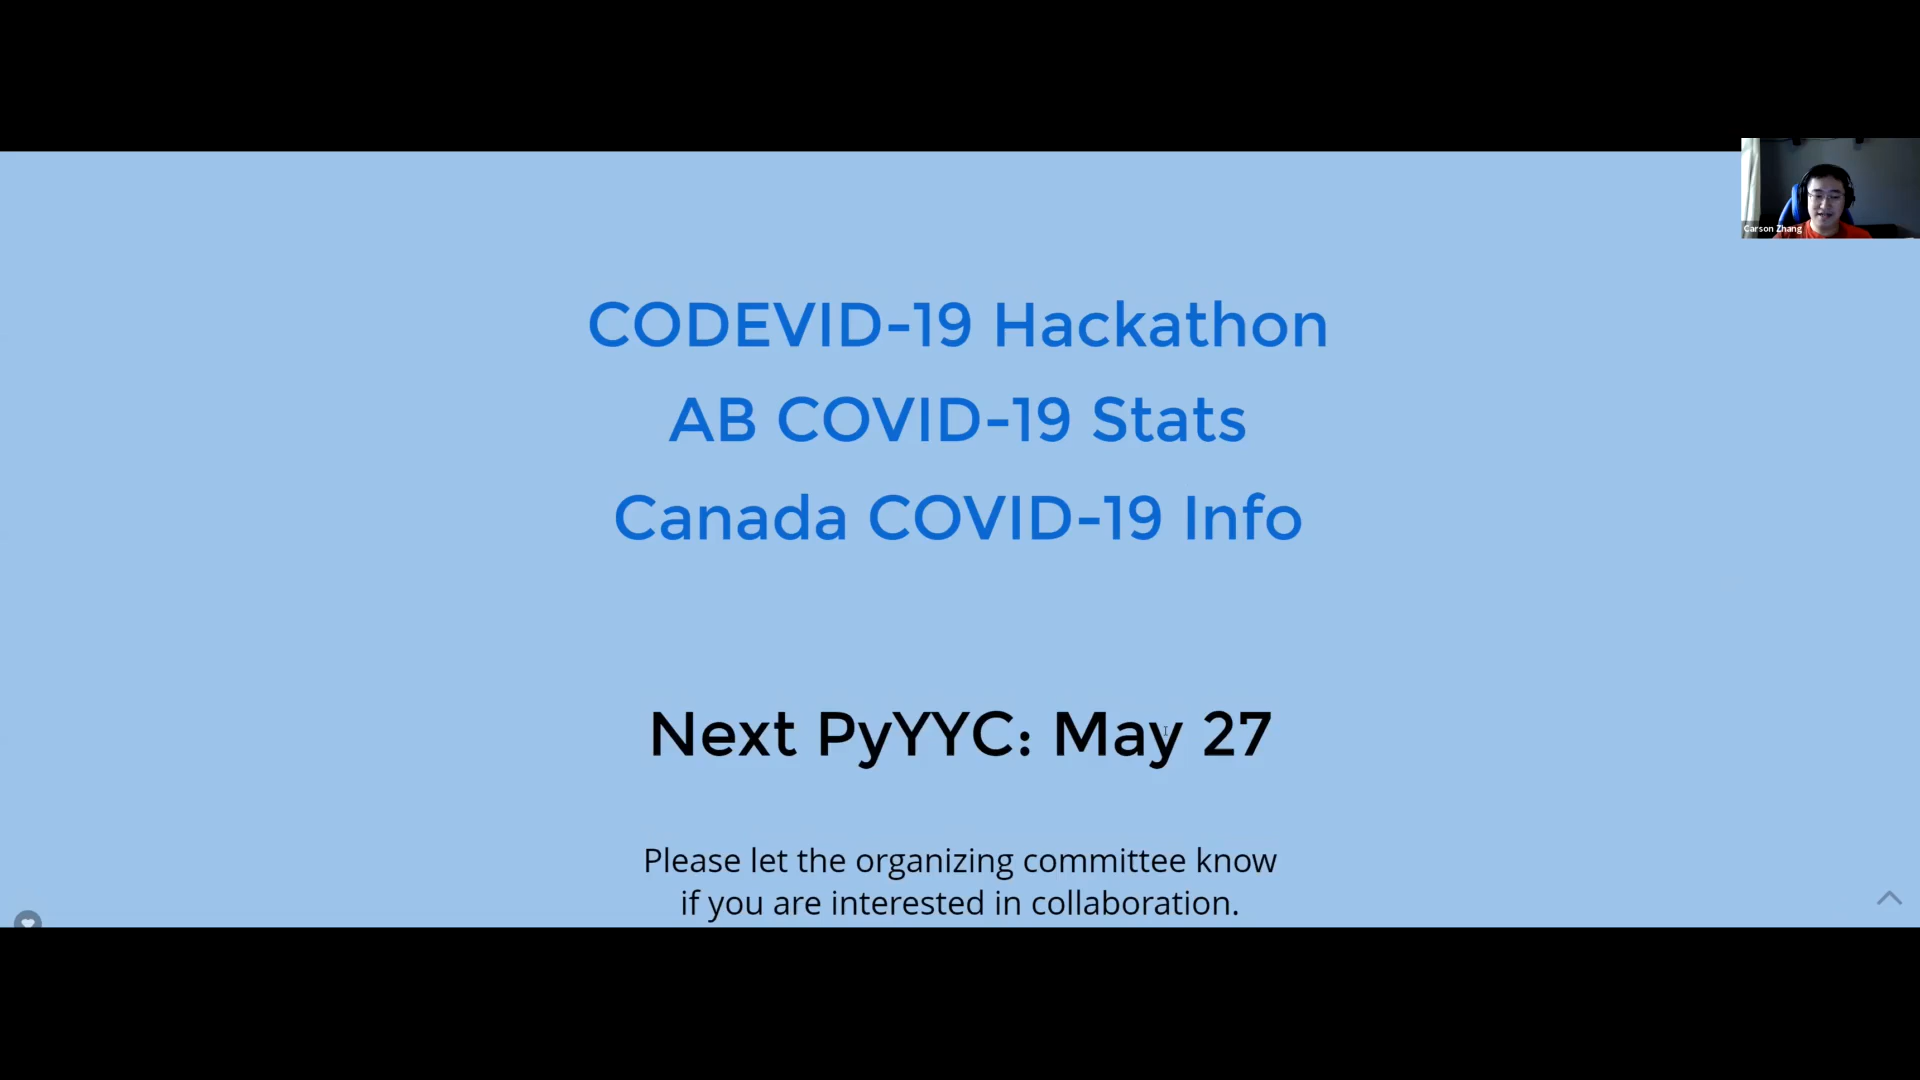 Carson Zhang
CODEVID-19 Hackathon
AB COVID-19 Stats
Canada COVID-19 Info
Next PyYYC: May 27
Please let the organizing committee know
if you are interested in collaboration.